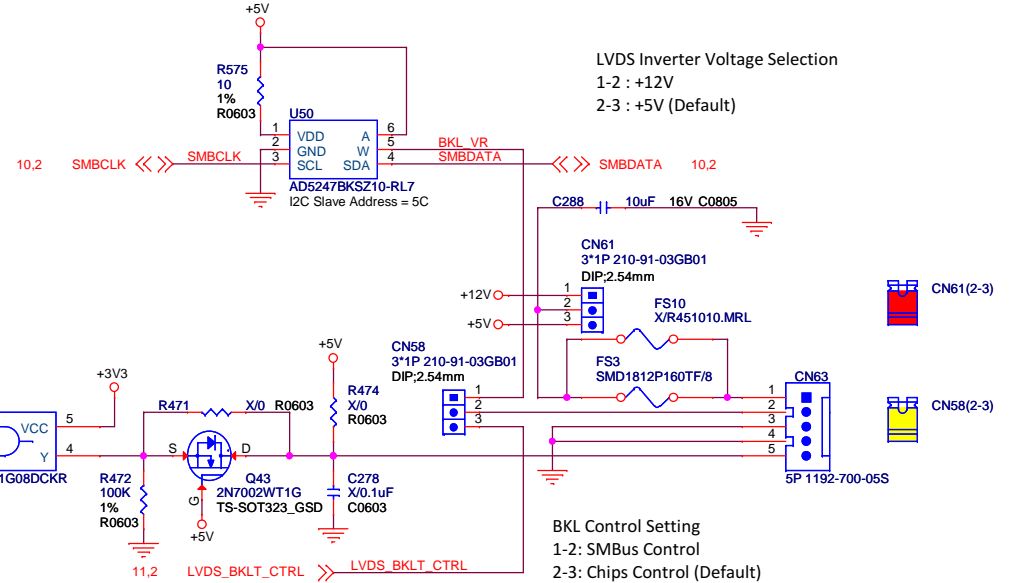 +5V
R575
10
1%
R0603
U50
1 VDD A 6
2 GND W 5
3 SCL SDA 4
BKL_VR
SMBDATA
10,2 SMBCLK SMBCLK
SMBDATA 10,2
AD5247BKSZ10-RL7
I2C Slave Address = 5C
LVDS Inverter Voltage Selection
1-2 : +12V
2-3 : +5V (Default)
C288 10uF 16V C0805
CN61
3*1P 210-91-03GB01
DIP;2.54mm
+12V 1
2
+5V 3
FS10
X/R451010.MRL
FS3
SMD1812P160TF/8
CN61(2-3)
CN58(2-3)
CN58
3*1P 210-91-03GB01
DIP;2.54mm
1
2
3
CN63
1
2
3
4
5
5P 1192-700-05S
+3V3
+5V
R474
X/0
R0603
R471 X/0 R0603
VCC 5
Y 4
1G08DCKR
S D
G
+5V
R472
100K
1%
R0603
Q43
2N7002WT1G
TS-SOT323_GSD
C278
X/0.1uF
C0603
11,2 LVDS_BKLT_CTRL LVDS_BKLT_CTRL
BKL Control Setting
1-2: SMBus Control
2-3: Chips Control (Default)